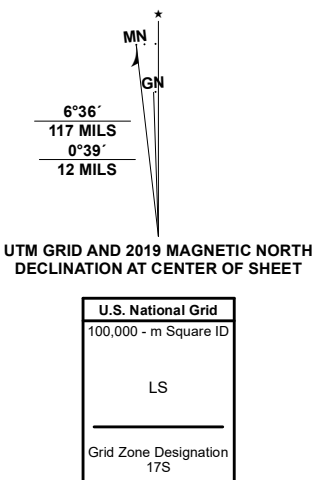 ★
MN
GN
6°36´
117 MILS
0°39´
12 MILS
UTM GRID AND 2019 MAGNETIC NORTH
DECLINATION AT CENTER OF SHEET
U.S. National Grid
100,000 - m Square ID
LS
Grid Zone Designation
17S